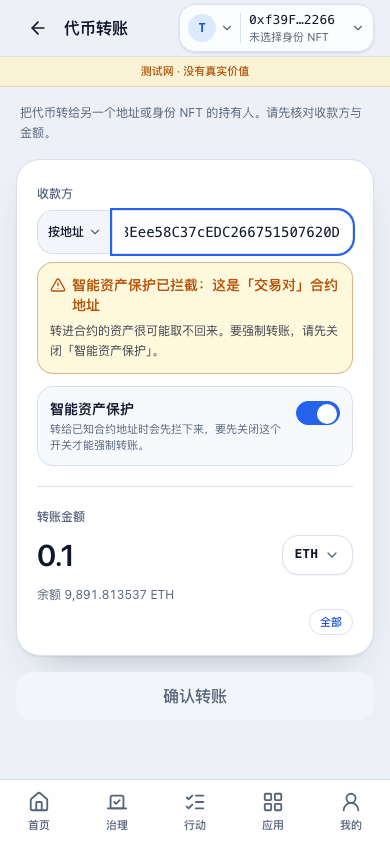 代币转账
T
0xf39F…2266
未选择身份 NFT
测试网 · 没有真实价值
把代币转给另一个地址或身份 NFT 的持有人。请先核对收款方与
金额。
收款方
按地址
3Eee58C37cEDC266751507620D
智能资产保护已拦截：这是「交易对」合约
地址
转进合约的资产很可能取不回来。要强制转账，请先关
闭「智能资产保护」。
智能资产保护
转给已知合约地址时会先拦下来，要先关闭这个
开关才能强制转账。
转账金额
0.1
ETH
余额 9,891.813537 ETH
全部
确认转账
首页
治理
行动
应用
我的